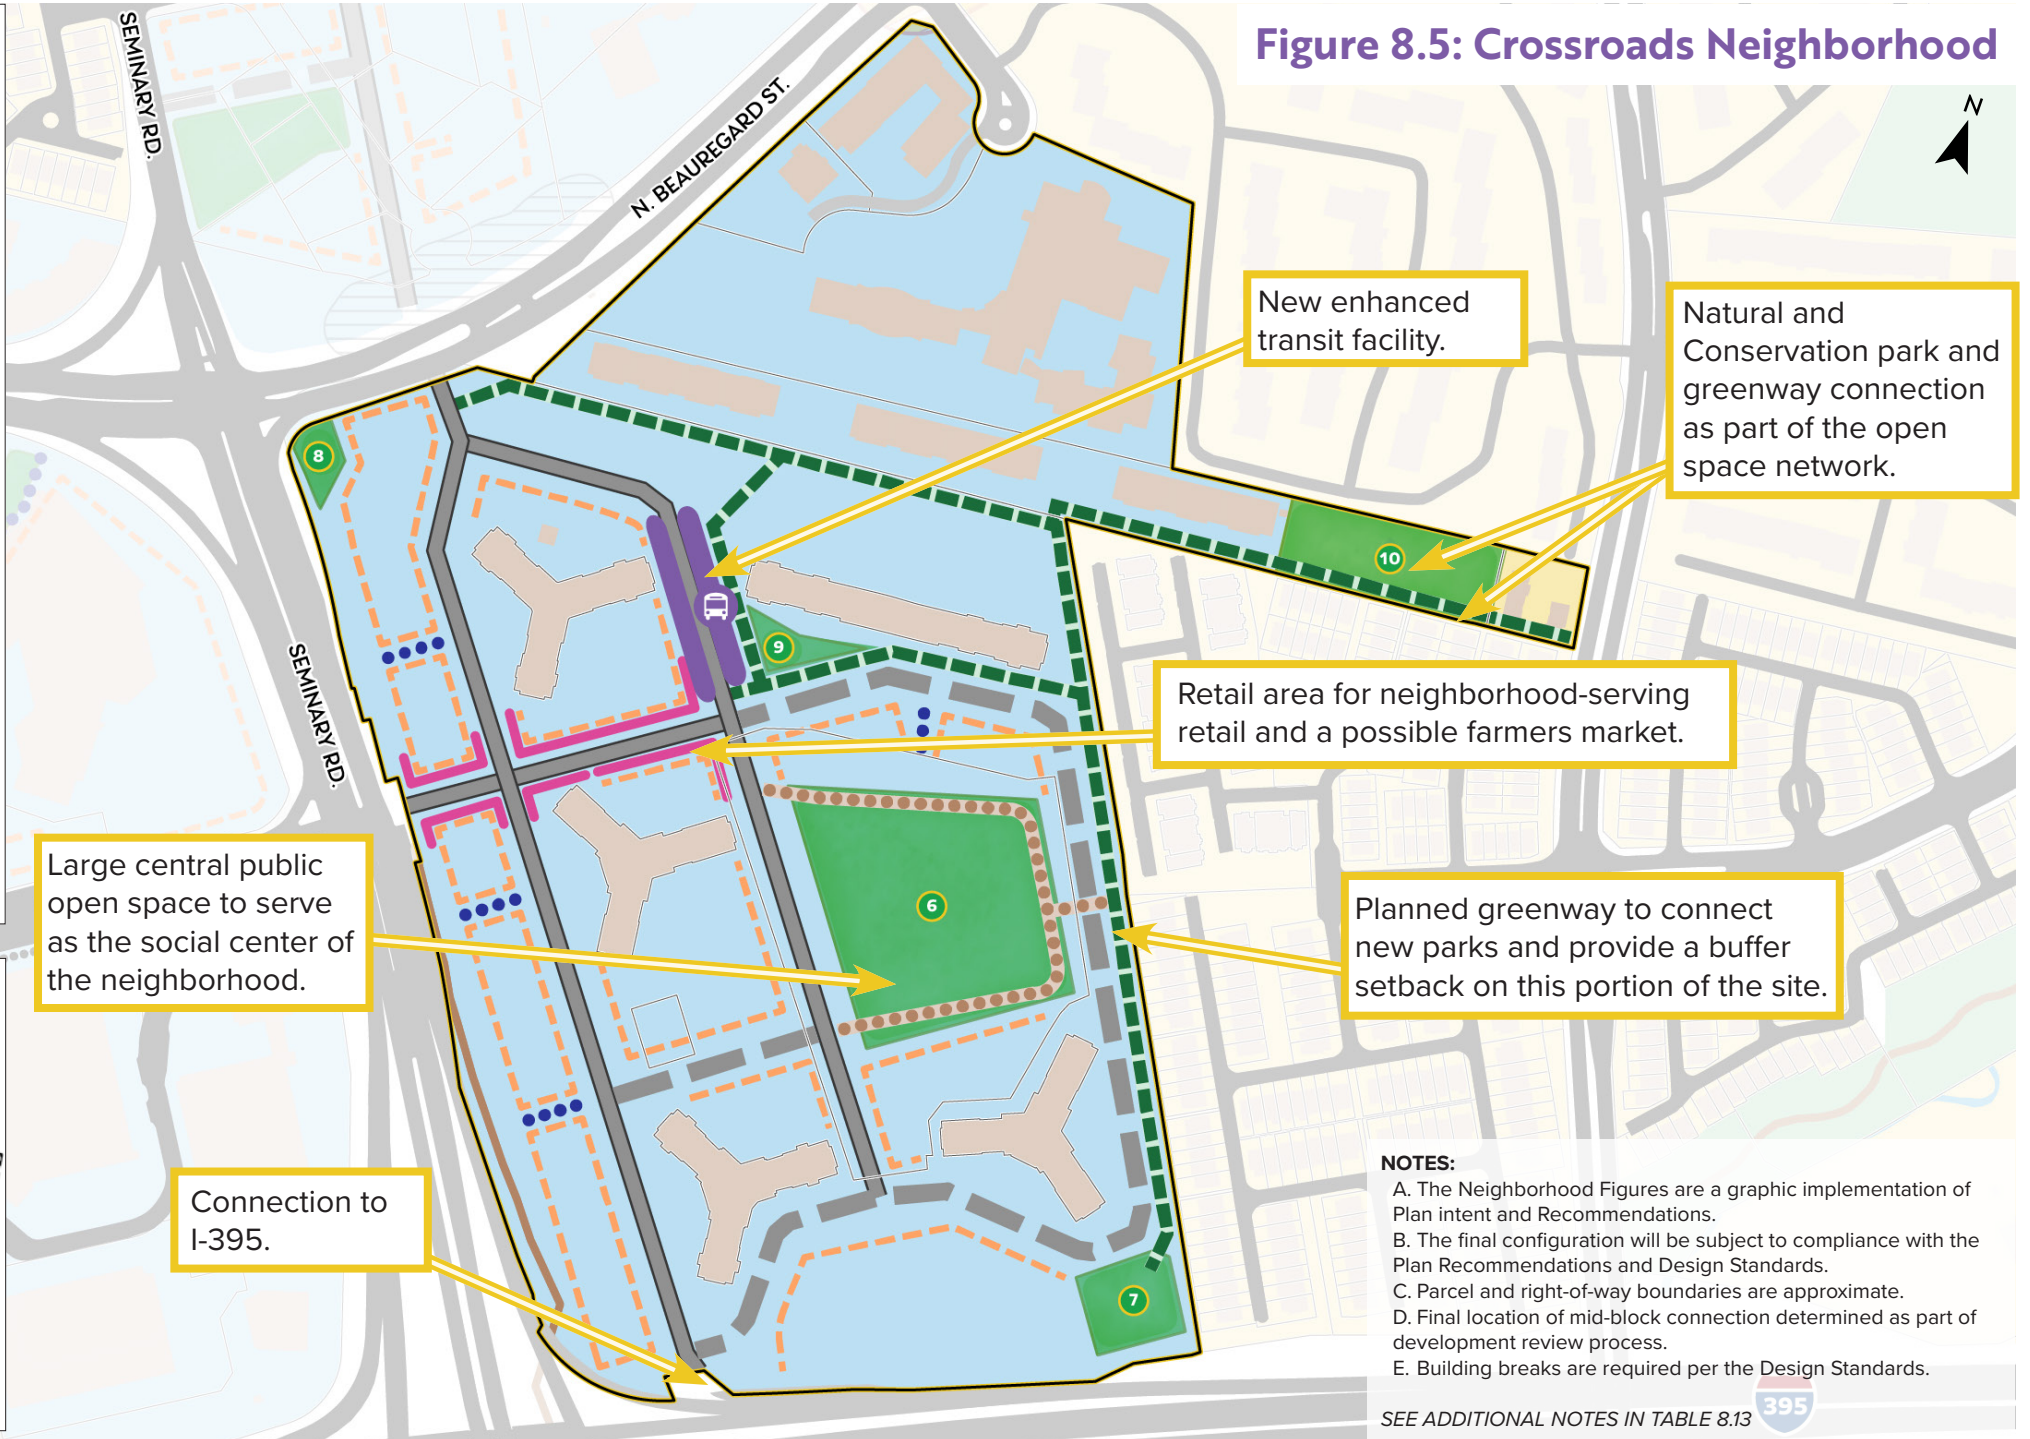 Figure 8.5: Crossroads Neighborhood
N
SEMINARY RD.
N. BEAUREGARD ST.
New enhanced
transit facility.
Natural and
Conservation park and
greenway connection
as part of the open
space network.
8
10
9
SEMINARY RD.
Retail area for neighborhood-serving
retail and a possible farmers market.
Large central public
open space to serve
as the social center of
the neighborhood.
6
Planned greenway to connect
new parks and provide a buffer
setback on this portion of the site.
Connection to
I-395.
7
NOTES:
A. The Neighborhood Figures are a graphic implementation of
Plan intent and Recommendations.
B. The final configuration will be subject to compliance with the
Plan Recommendations and Design Standards.
C. Parcel and right-of-way boundaries are approximate.
D. Final location of mid-block connection determined as part of
development review process.
E. Building breaks are required per the Design Standards.
SEE ADDITIONAL NOTES IN TABLE 8.13
395